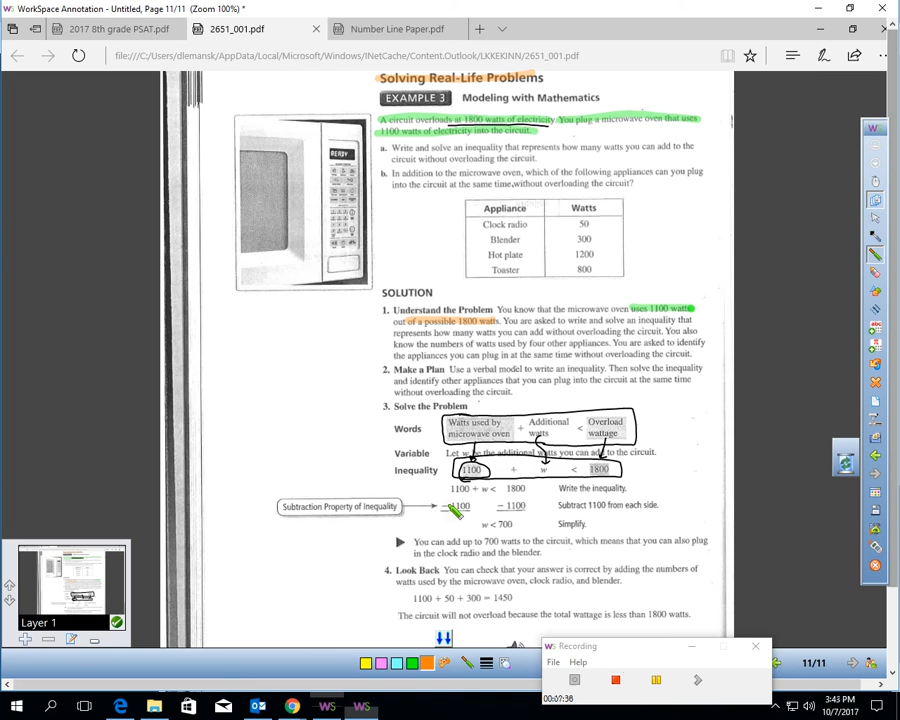 WorkSpace Annotation - Untitled, Page 11/11 (Zoom 100%) *
2017 8th grade PSAT.pdf
2651_001.pdf
Number Line Paper.pdf
file:///C:/Users/dlemansk/AppData/Local/Microsoft/Windows/INetCache/Content.Outlook/LKKEKINN/2651_001.pdf
Solving Real-Life Problems
EXAMPLE 3 Modeling with Mathematics
A circuit overloads at 1800 watts of electricity. You plug a microwave oven that uses
1100 watts of electricity into the circuit.
a. Write and solve an inequality that represents how many watts you can add to the
circuit without overloading the circuit.
b. In addition to the microwave oven, which of the following appliances can you plug
into the circuit at the same time without overloading the circuit?
READY
Appliance Watts
Clock radio 50
Blender 300
Hot plate 1200
Toaster 800
SOLUTION
1. Understand the Problem You know that the microwave oven uses 1100 watts
out of a possible 1800 watts. You are asked to write and solve an inequality that
represents how many watts you can add without overloading the circuit. You also
know the numbers of watts used by four other appliances. You are asked to identify
the appliances you can plug in at the same time without overloading the circuit.
2. Make a Plan Use a verbal model to write an inequality. Then solve the inequality
and identify other appliances that you can plug into the circuit at the same time
without overloading the circuit.
3. Solve the Problem
Words Watts used by microwave oven + Additional watts < Overload wattage
Variable Let w be the additional watts you can add to the circuit.
Inequality 1100 + w < 1800
1100 + w < 1800 Write the inequality.
Subtraction Property of Inequality − 1100 − 1100 Subtract 1100 from each side.
w < 700 Simplify.
You can add up to 700 watts to the circuit, which means that you can also plug
in the clock radio and the blender.
4. Look Back You can check that your answer is correct by adding the numbers of
watts used by the microwave oven, clock radio, and blender.
1100 + 50 + 300 = 1450
The circuit will not overload because the total wattage is less than 1800 watts.
Layer 1
Recording
File Help
00:07:36
11/11
3:43 PM
10/7/2017